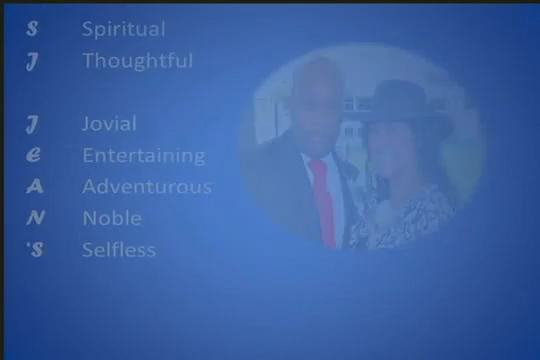 S Spiritual
T Thoughtful
J Jovial
E Entertaining
A Adventurous
N Noble
'S Selfless